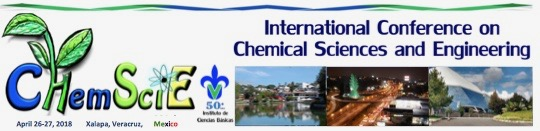 International Conference on
Chemical Sciences and Engineering
CHemSciE
50:.
Instituto de
Ciencias Básicas
April 26-27, 2018 Xalapa, Veracruz, Mexico